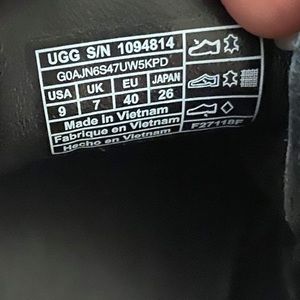 UGG S/N 1094814
G0AJN6S47UW5KPD
USA UK EU JAPAN
9 7 40 26
Made In Vietnam
Fabrique en Vietnam
Hecho en Vietnam
F27118F